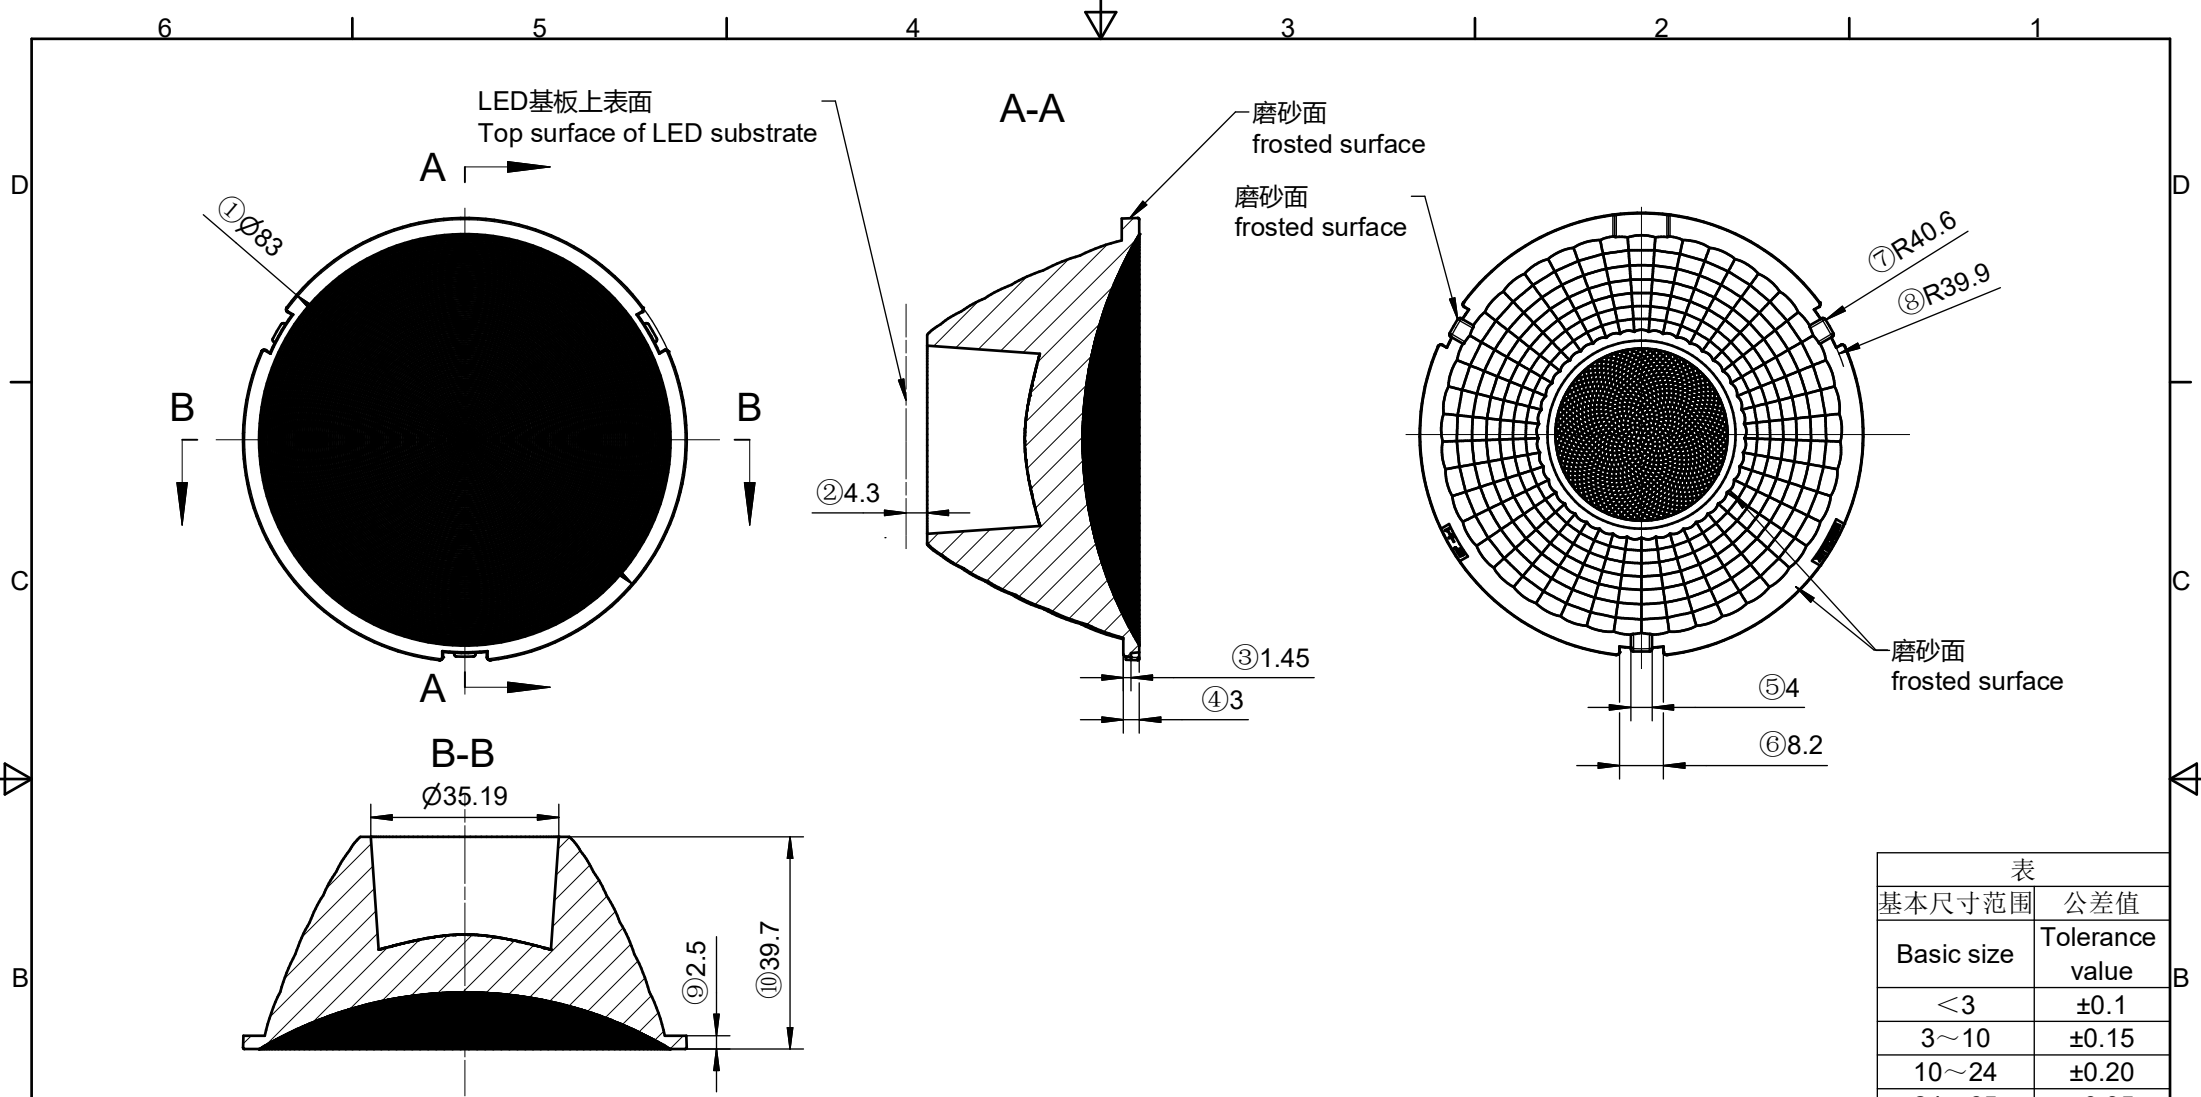 6 5 4 3 2 1
LED基板上表面
Top surface of LED substrate
A-A
磨砂面
frosted surface
磨砂面
frosted surface
D
D
A
①Ø83
⑦R40.6
⑧R39.9
B
B
②4.3
C
C
③1.45
④3
磨砂面
frosted surface
⑤4
⑥8.2
A
B-B
Ø35.19
⑨2.5
⑩39.7
B
B
表
基本尺寸范围 公差值
Basic size Tolerance value
<3 ±0.1
3～10 ±0.15
10～24 ±0.20